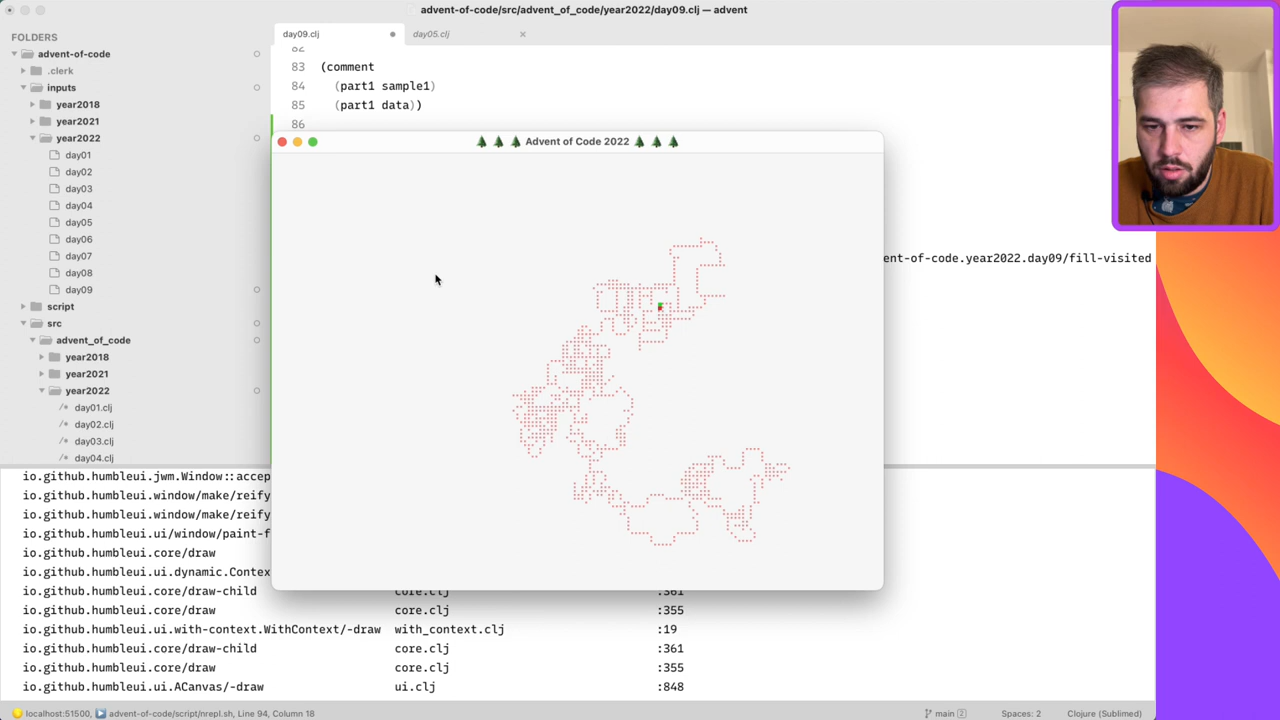 advent-of-code/src/advent_of_code/year2022/day09.clj — advent
FOLDERS
advent-of-code
.clerk
inputs
year2018
year2021
year2022
day01
day02
day03
day04
day05
day06
day07
day08
day09
script
src
advent_of_code
year2018
year2021
year2022
/* day01.clj
/* day02.clj
/* day03.clj
/* day04.clj
day09.clj
day05.clj
82
83 (comment
84 (part1 sample1)
85 (part1 data))
86
🌲 🌲 🌲 Advent of Code 2022 🌲 🌲 🌲
ent-of-code.year2022.day09/fill-visited
io.github.humbleui.jwm.Window::accep
io.github.humbleui.window/make/reify
io.github.humbleui.window/make/reify
io.github.humbleui.ui/window/paint-f
io.github.humbleui.core/draw
io.github.humbleui.ui.dynamic.Contex
io.github.humbleui.core/draw-child core.clj :361
io.github.humbleui.core/draw core.clj :355
io.github.humbleui.ui.with-context.WithContext/-draw with_context.clj :19
io.github.humbleui.core/draw-child core.clj :361
io.github.humbleui.core/draw core.clj :355
io.github.humbleui.ui.ACanvas/-draw ui.clj :848
localhost:51500, advent-of-code/script/nrepl.sh, Line 94, Column 18
main 2
Spaces: 2
Clojure (Sublimed)